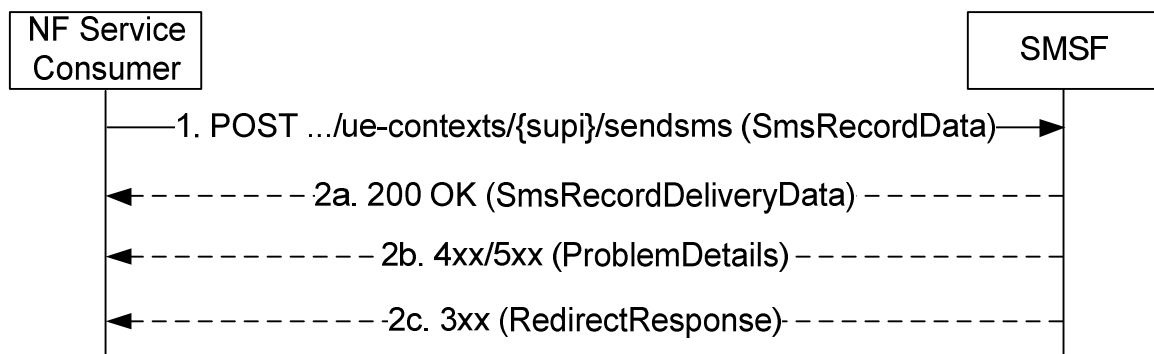 NF Service
Consumer
SMSF
1. POST .../ue-contexts/{supi}/sendsms (SmsRecordData)
2a. 200 OK (SmsRecordDeliveryData)
2b. 4xx/5xx (ProblemDetails)
2c. 3xx (RedirectResponse)